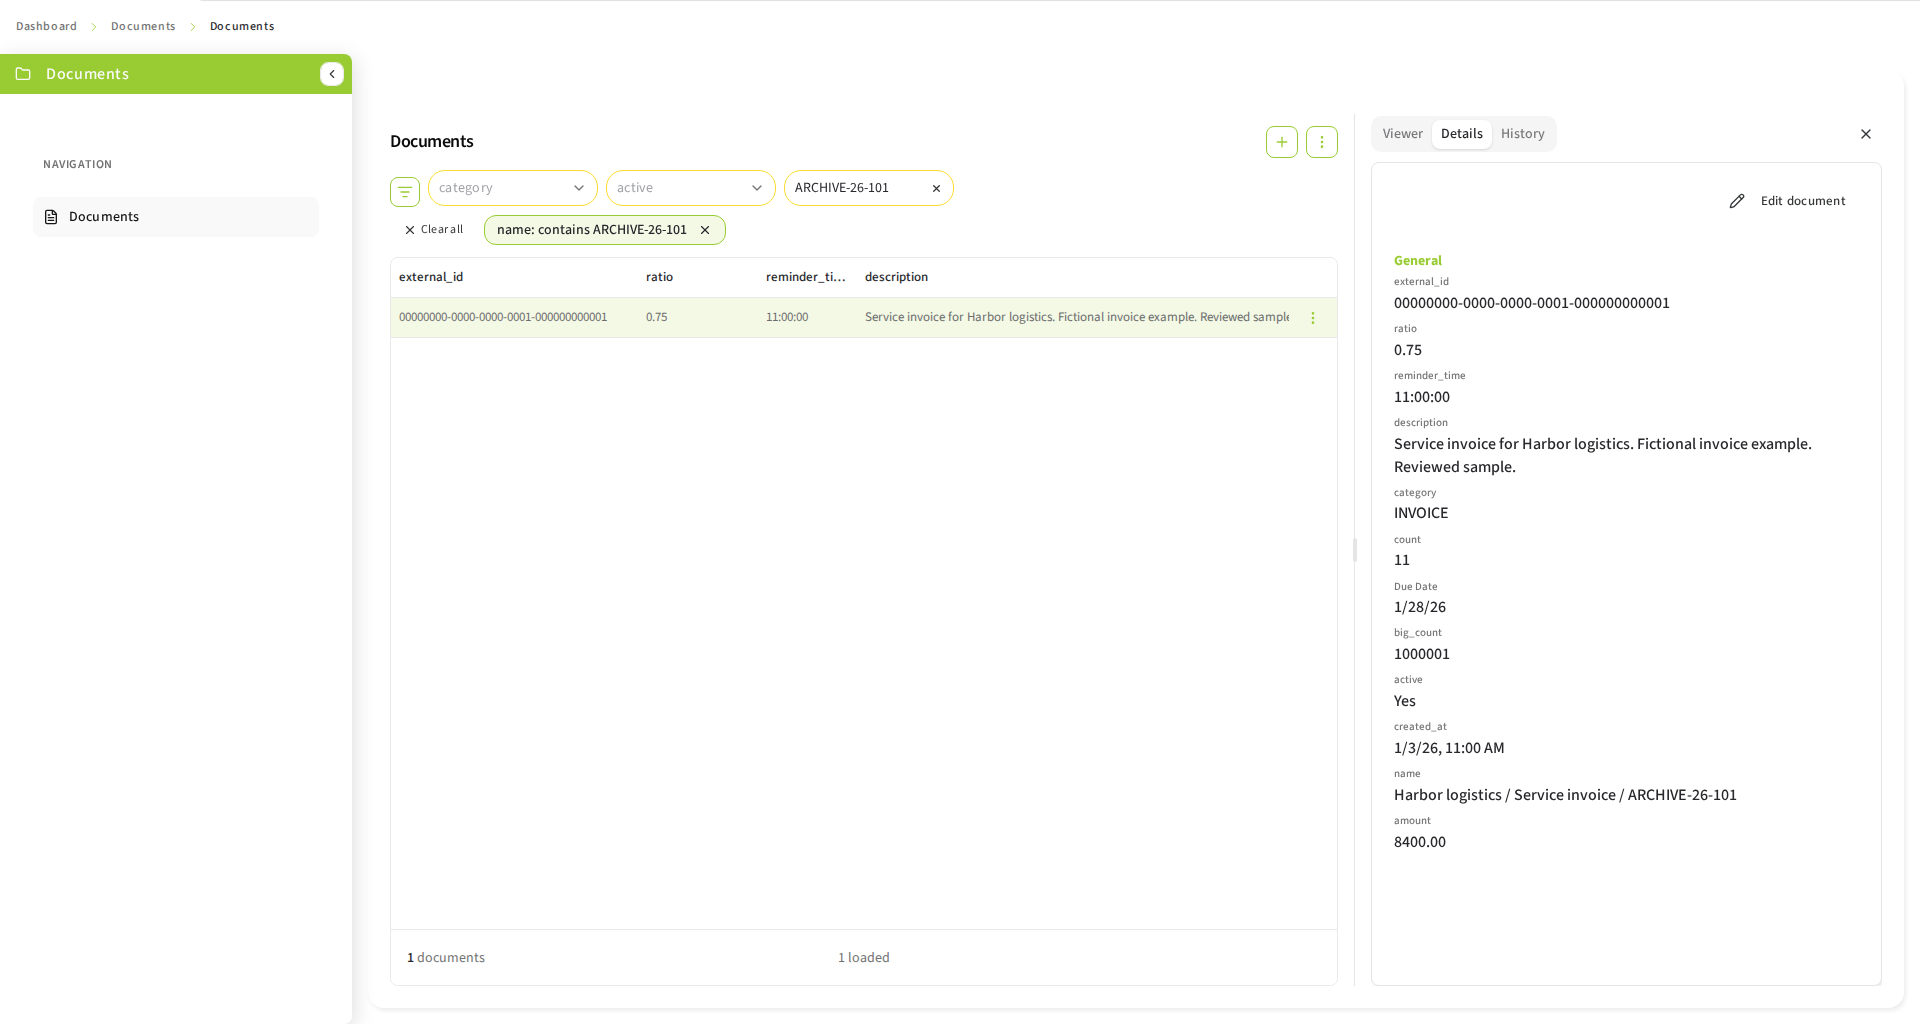 Dashboard > Documents > Documents
Documents
NAVIGATION
Documents
Documents
category
active
ARCHIVE-26-101
Clear all
name: contains ARCHIVE-26-101
external_id ratio reminder_ti... description
00000000-0000-0000-0001-000000000001 0.75 11:00:00 Service invoice for Harbor logistics. Fictional invoice example. Reviewed sample
1 documents 1 loaded
Viewer Details History
Edit document
General
external_id
00000000-0000-0000-0001-000000000001
ratio
0.75
reminder_time
11:00:00
description
Service invoice for Harbor logistics. Fictional invoice example.
Reviewed sample.
category
INVOICE
count
11
Due Date
1/28/26
big_count
1000001
active
Yes
created_at
1/3/26, 11:00 AM
name
Harbor logistics / Service invoice / ARCHIVE-26-101
amount
8400.00